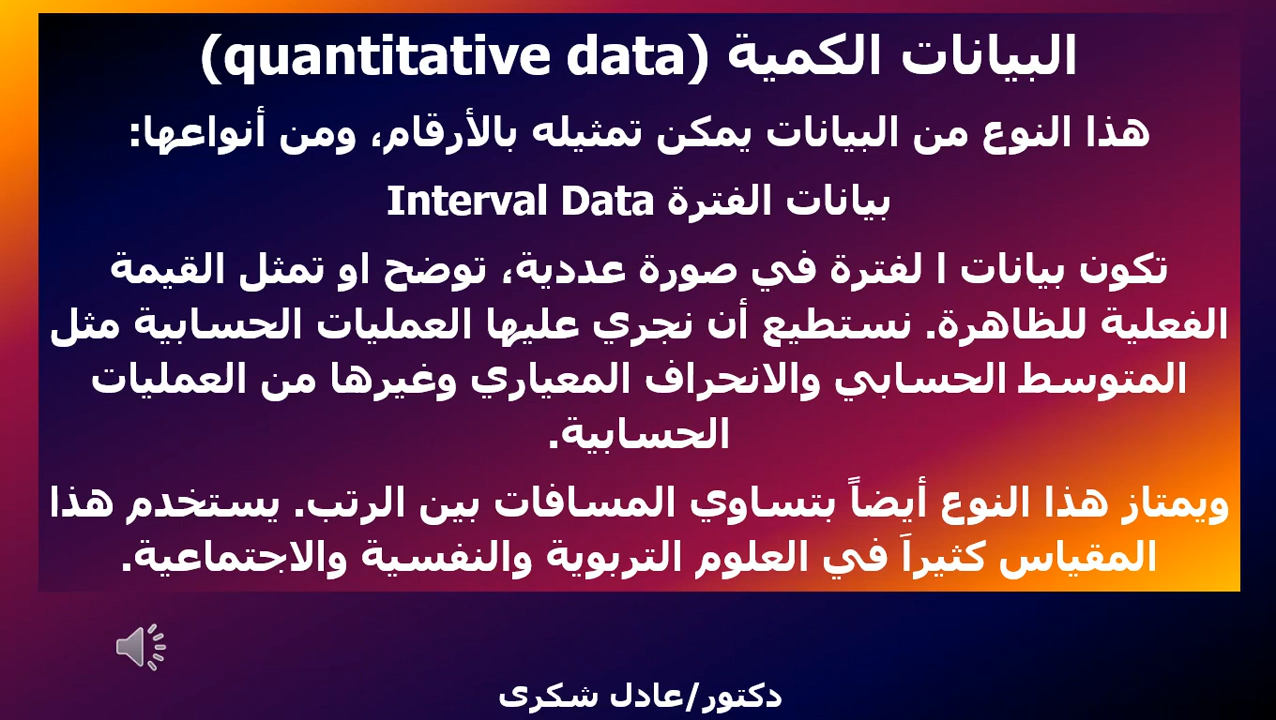 البيانات الكمية (quantitative data)
هذا النوع من البيانات يمكن تمثيله بالأرقام، ومن أنواعها:
بيانات الفترة Interval Data
تكون بيانات ا لفترة في صورة عددية، توضح او تمثل القيمة
الفعلية للظاهرة. نستطيع أن نجري عليها العمليات الحسابية مثل
المتوسط الحسابي والانحراف المعياري وغيرها من العمليات
الحسابية.
ويمتاز هذا النوع أيضاً بتساوي المسافات بين الرتب. يستخدم هذا
المقياس كثيراَ في العلوم التربوية والنفسية والاجتماعية.
دكتور/عادل شكرى